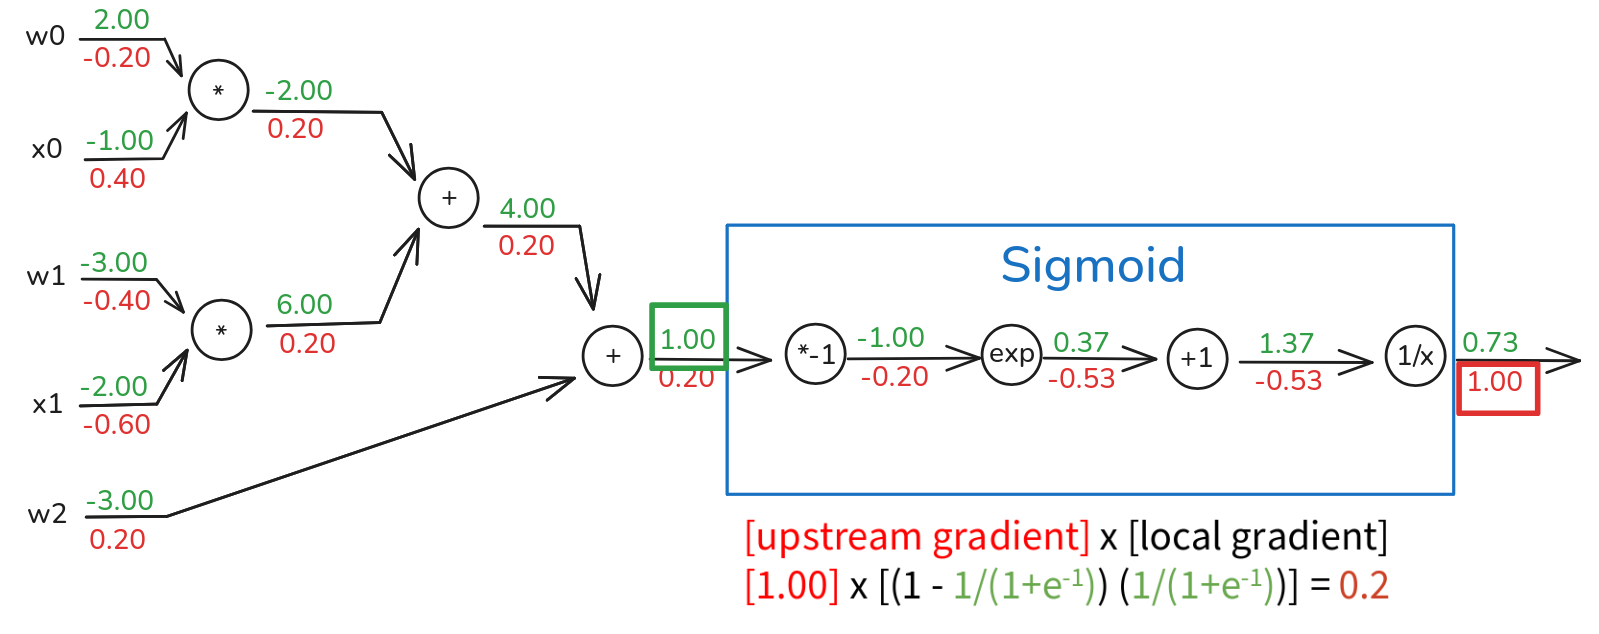 w0 2.00
-0.20
*
-2.00
0.20
x0 -1.00
0.40
+
4.00
0.20
w1 -3.00
-0.40
*
6.00
0.20
x1 -2.00
-0.60
w2 -3.00
0.20
+
1.00
0.20
Sigmoid
*-1
-1.00
-0.20
exp
0.37
-0.53
+1
1.37
-0.53
1/x
0.73
1.00
[upstream gradient] x [local gradient]
[1.00] x [(1 - 1/(1+e⁻¹)) (1/(1+e⁻¹))] = 0.2